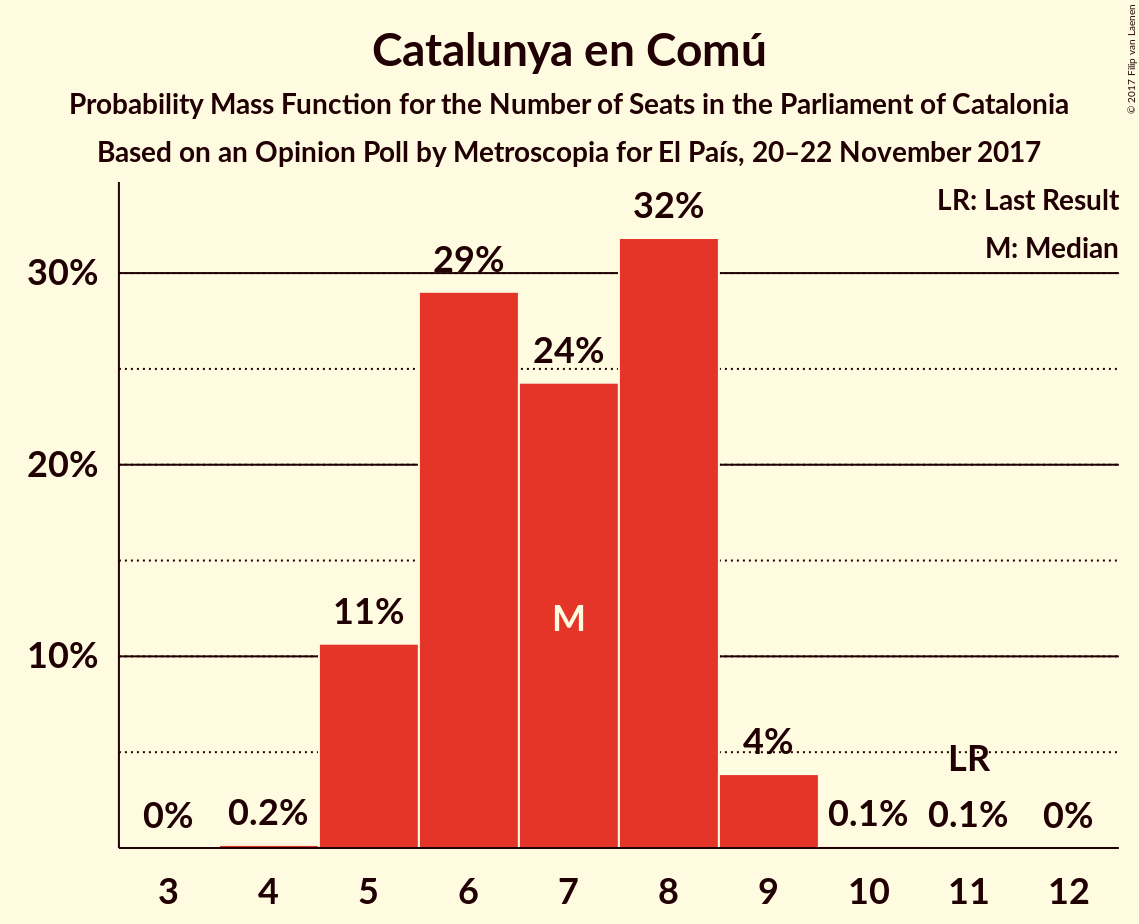 Catalunya en Comú
Probability Mass Function for the Number of Seats in the Parliament of Catalonia
Based on an Opinion Poll by Metroscopia for El País, 20–22 November 2017
© 2017 Filip van Laenen
LR: Last Result
M: Median
30%
20%
10%
0%
0.2%
11%
29%
24%
32%
4%
0.1%
0.1%
0%
M
LR
3 4 5 6 7 8 9 10 11 12